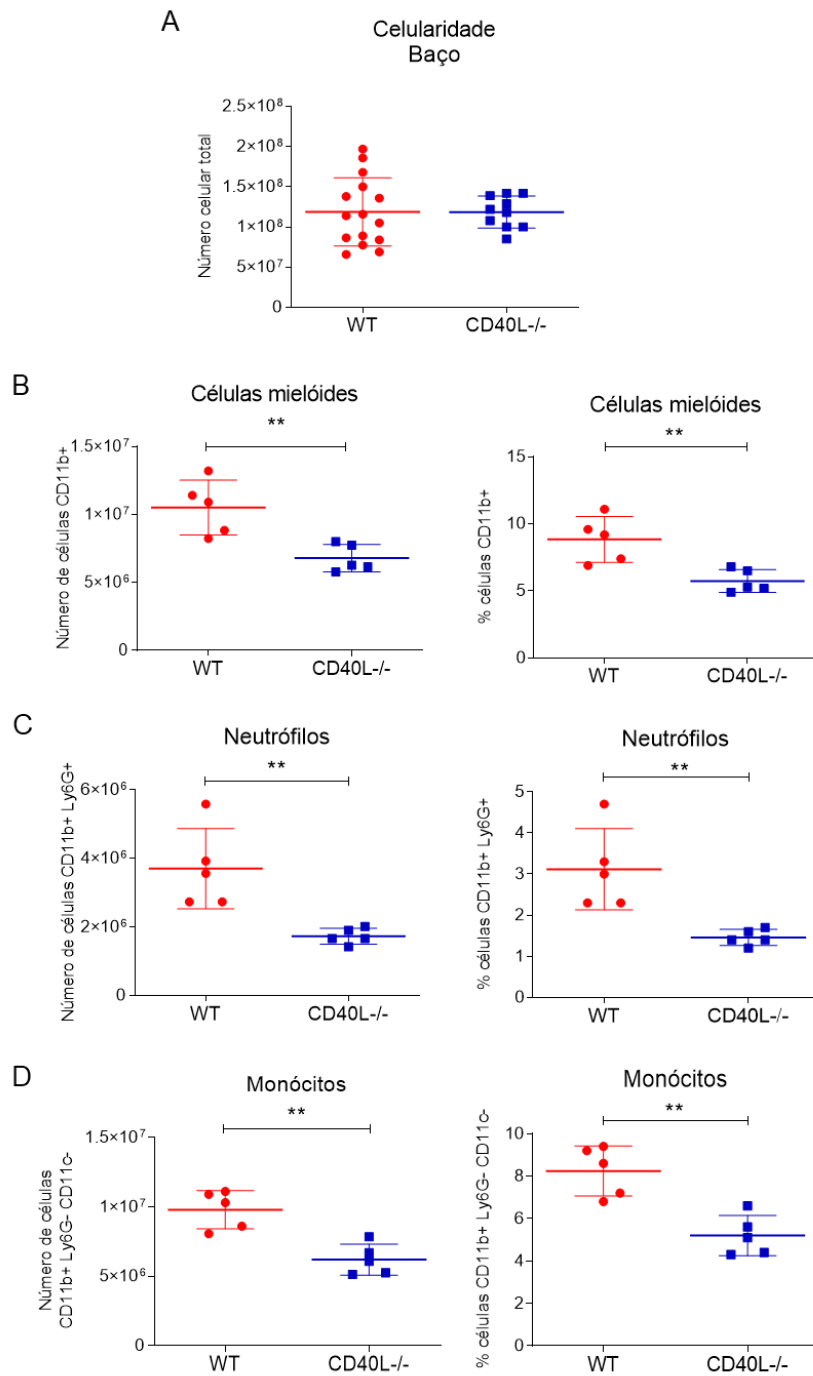 A
Celularidade
Baço
Número celular total
2.5×10⁸
2×10⁸
1.5×10⁸
1×10⁸
5×10⁷
0
WT
CD40L-/-
B
Células mielóides
**
Número de células CD11b+
1.5×10⁷
1×10⁷
5×10⁶
0
WT
CD40L-/-
Células mielóides
**
% células CD11b+
15
10
5
0
WT
CD40L-/-
C
Neutrófilos
**
Número de células CD11b+ Ly6G+
6×10⁶
4×10⁶
2×10⁶
0
WT
CD40L-/-
Neutrófilos
**
% células CD11b+ Ly6G+
5
4
3
2
1
0
WT
CD40L-/-
D
Monócitos
**
Número de células
CD11b+ Ly6G- CD11c-
1.5×10⁷
1×10⁷
5×10⁶
0
WT
CD40L-/-
Monócitos
**
% células CD11b+ Ly6G- CD11c-
10
8
6
4
2
0
WT
CD40L-/-